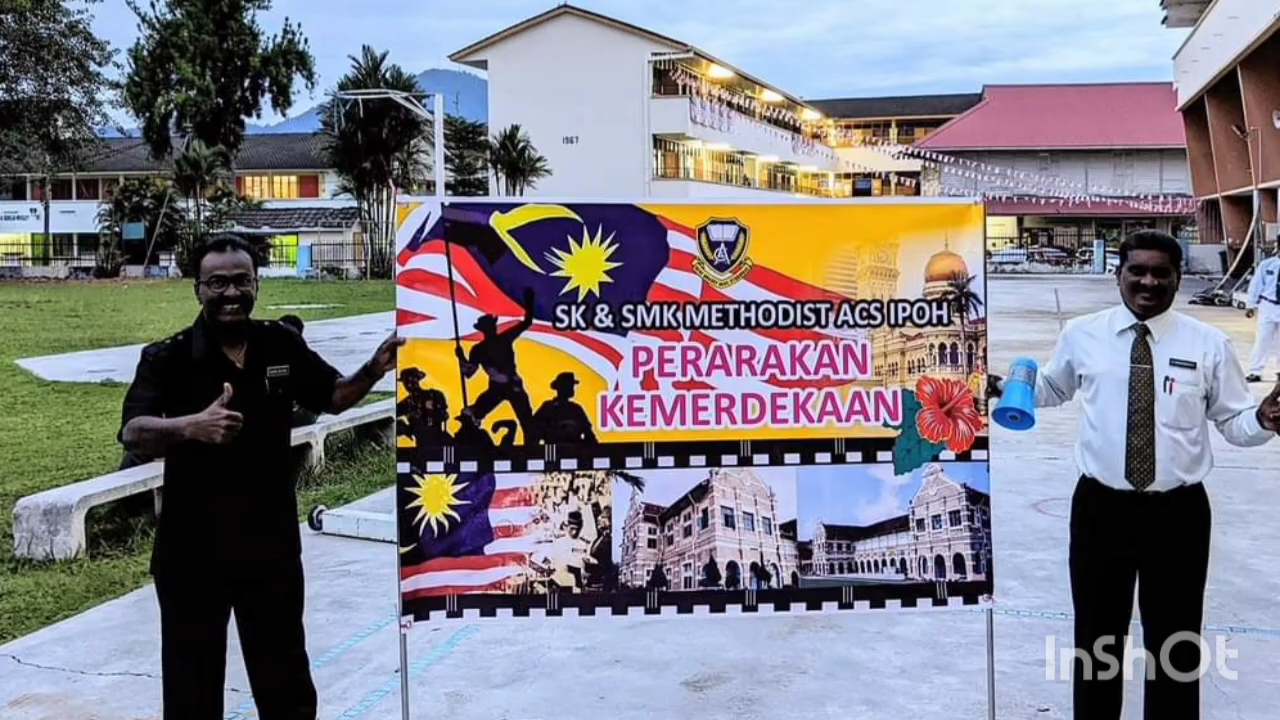 1967
SK & SMK METHODIST ACS IPOH
PERARAKAN
KEMERDEKAAN
InShOt